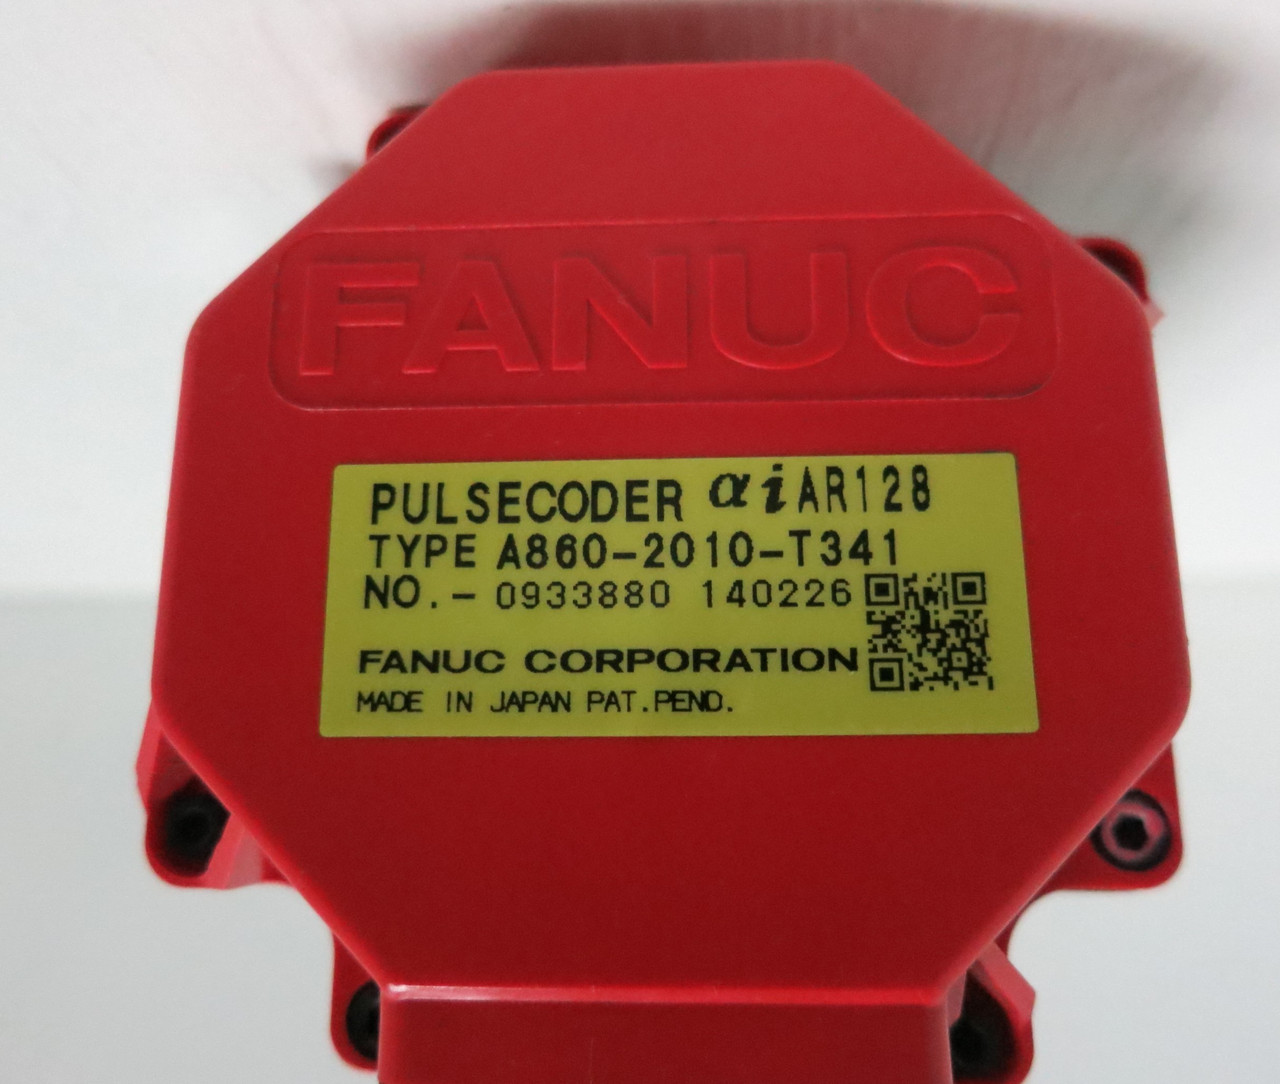 FANUC
PULSECODER αiAR128
TYPE A860-2010-T341
NO.- 0933880 140226
FANUC CORPORATION
MADE IN JAPAN PAT.PEND.